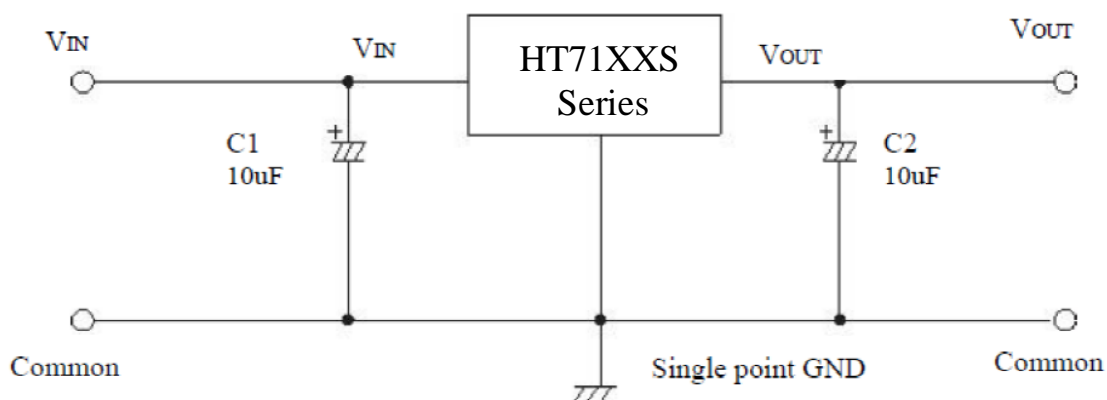 VIN
VIN
HT71XXS
Series
VOUT
VOUT
+
C1
10uF
+
C2
10uF
Common
Single point GND
Common